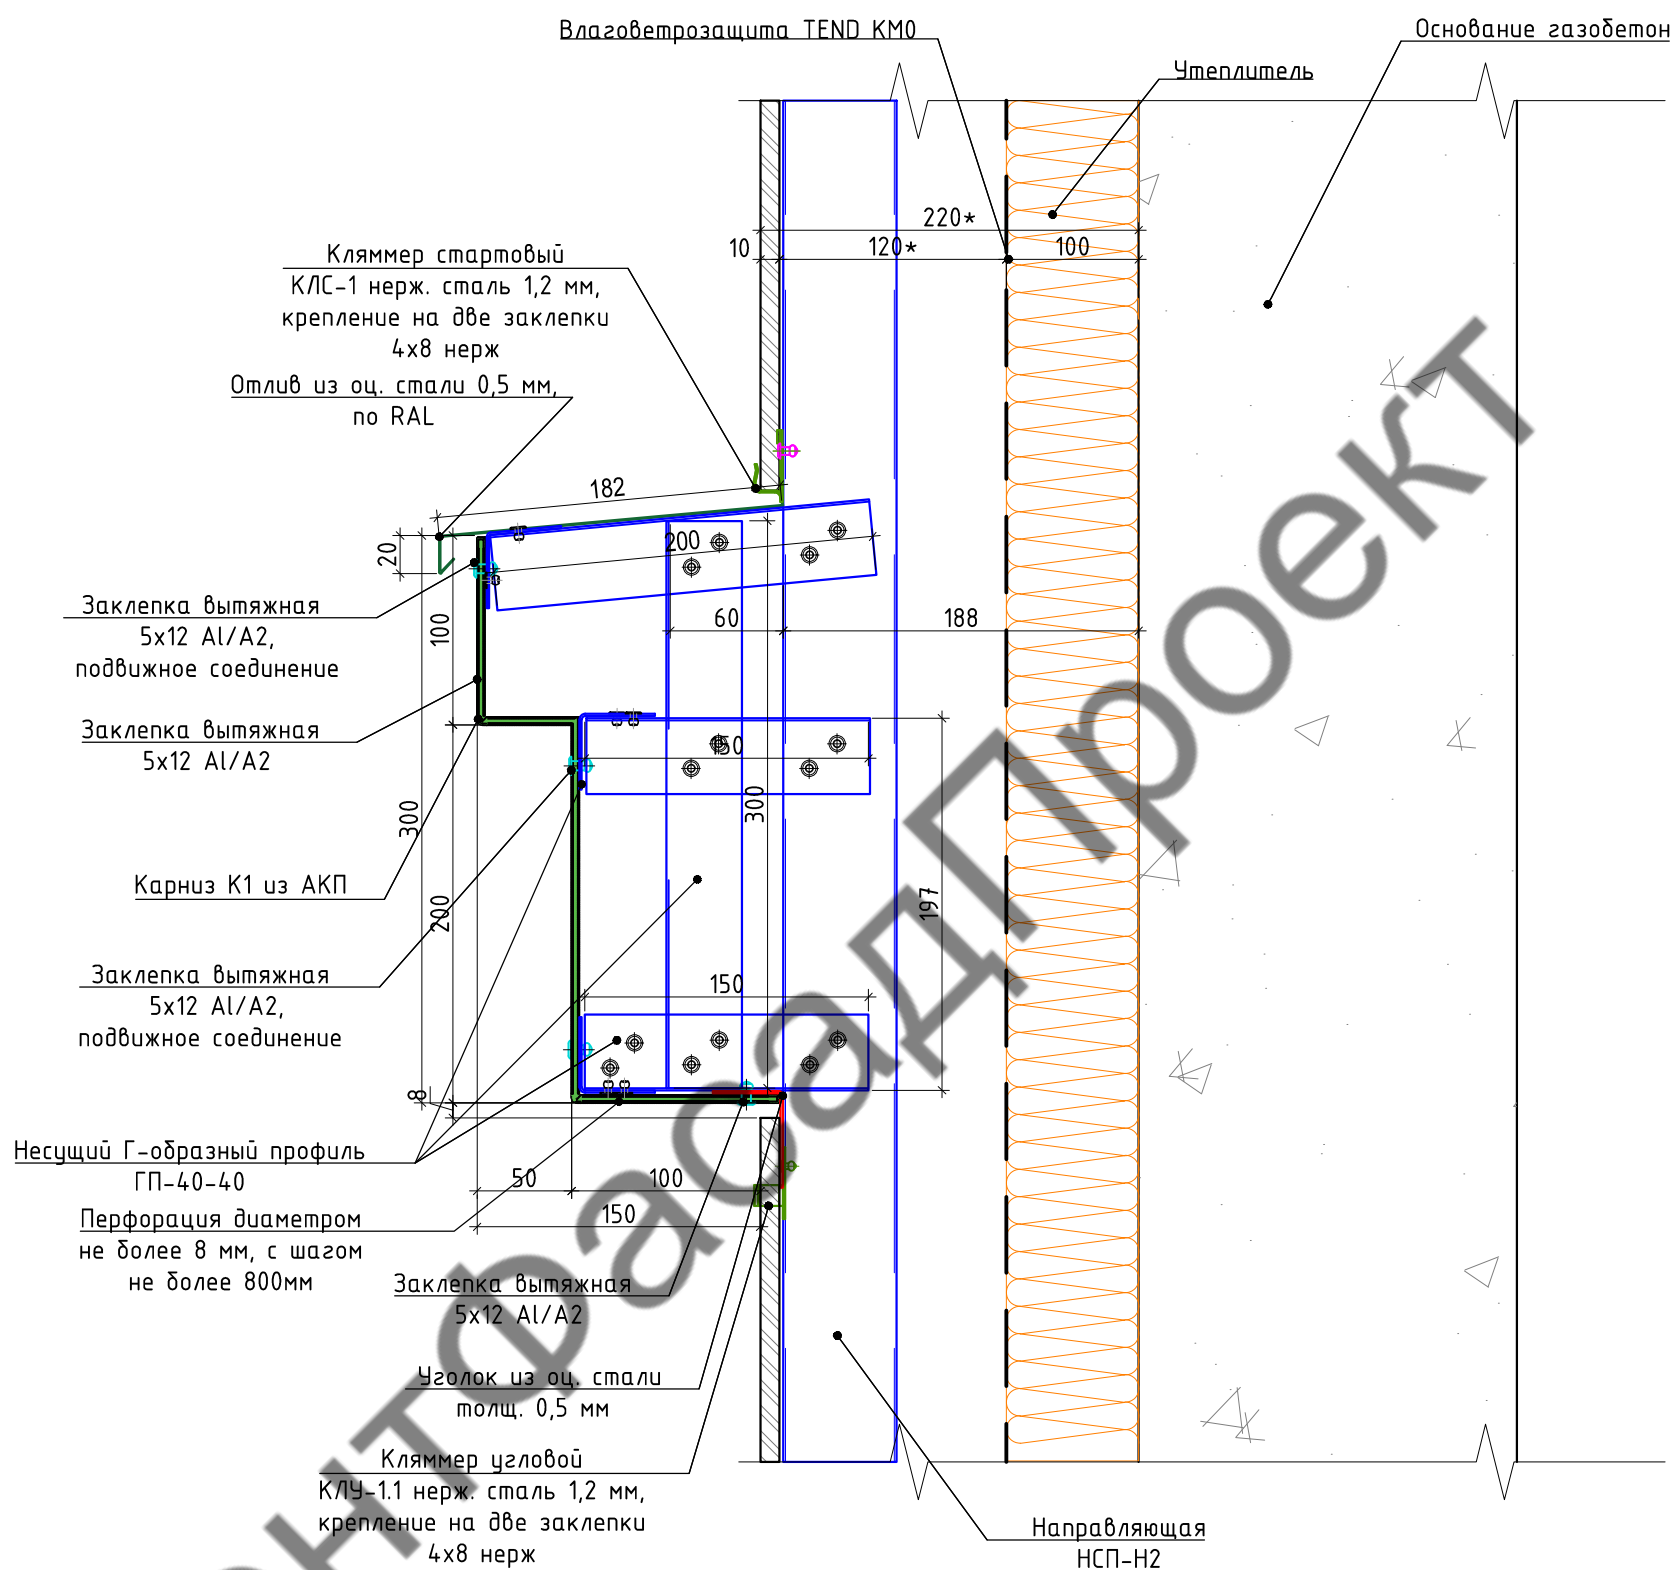 Влаговетрозащита TEND КМ0
Основание газобетон
Утеплитель
220*
10
120*
100
Кляммер стартовый
КЛС-1 нерж. сталь 1,2 мм,
крепление на две заклепки
4х8 нерж
Отлив из оц. стали 0,5 мм,
по RAL
182
20
200
Заклепка вытяжная
5х12 Al/А2,
подвижное соединение
100
60
188
Заклепка вытяжная
5х12 Al/А2
150
300
300
Карниз К1 из АКП
200
197
Заклепка вытяжная
5х12 Al/А2,
подвижное соединение
150
8
Несущий Г-образный профиль
ГП-40-40
50
100
150
Перфорация диаметром
не более 8 мм, с шагом
не более 800мм
Заклепка вытяжная
5х12 Al/А2
Уголок из оц. стали
толщ. 0,5 мм
Кляммер угловой
КЛУ-1.1 нерж. сталь 1,2 мм,
крепление на две заклепки
4х8 нерж
Направляющая
НСП-Н2
нтФасадПроект